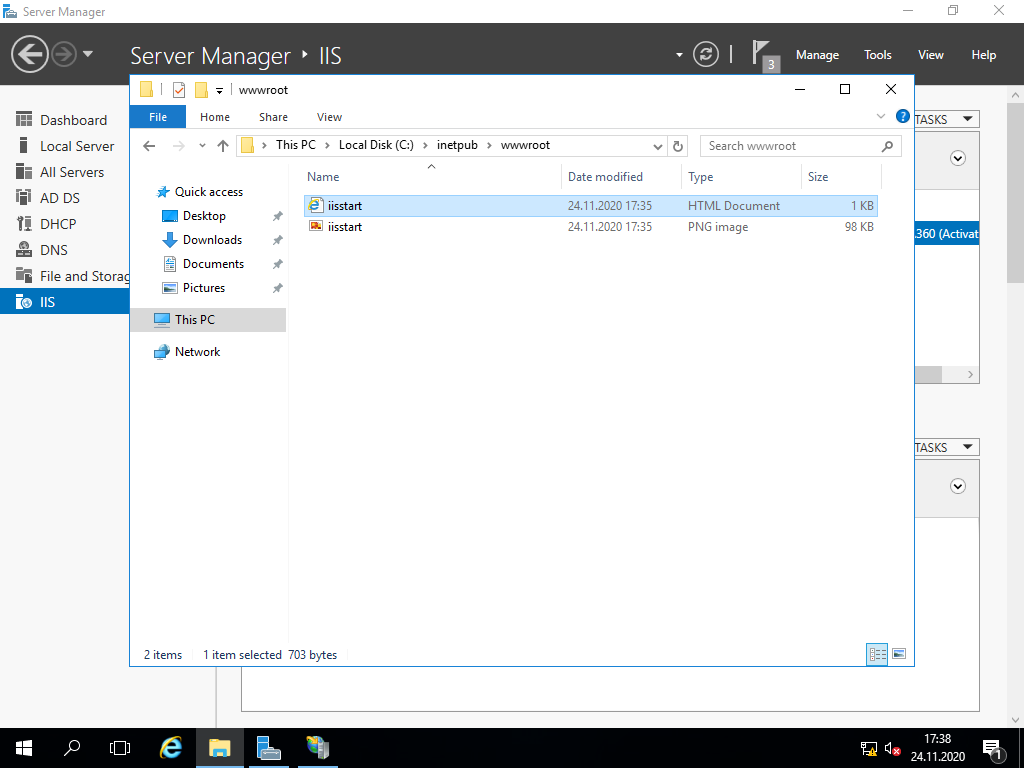 Server Manager
Server Manager ‣ IIS
3
Manage
Tools
View
Help
Dashboard
Local Server
All Servers
AD DS
DHCP
DNS
File and Storag
IIS
wwwroot
File
Home
Share
View
This PC
Local Disk (C:)
inetpub
wwwroot
Search wwwroot
Name
Date modified
Type
Size
Quick access
Desktop
Downloads
Documents
Pictures
This PC
Network
iisstart 24.11.2020 17:35 HTML Document 1 KB
iisstart 24.11.2020 17:35 PNG image 98 KB
2 items 1 item selected 703 bytes
TASKS
360 (Activat
TASKS
17:38
24.11.2020
1